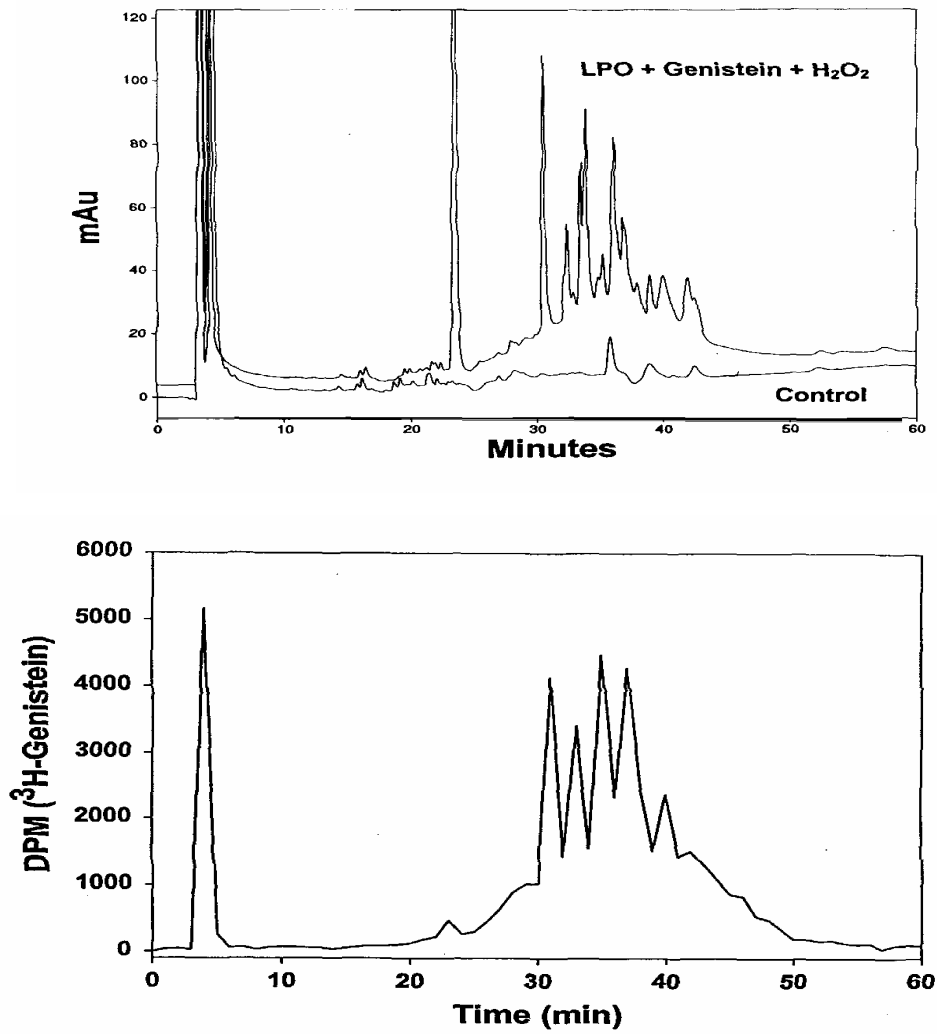 120
100
80
60
40
20
0
mAu
LPO + Genistein + H₂O₂
Control
0 10 20 30 40 50 60
Minutes
6000
5000
4000
3000
2000
1000
0
DPM (³H-Genistein)
0 10 20 30 40 50 60
Time (min)